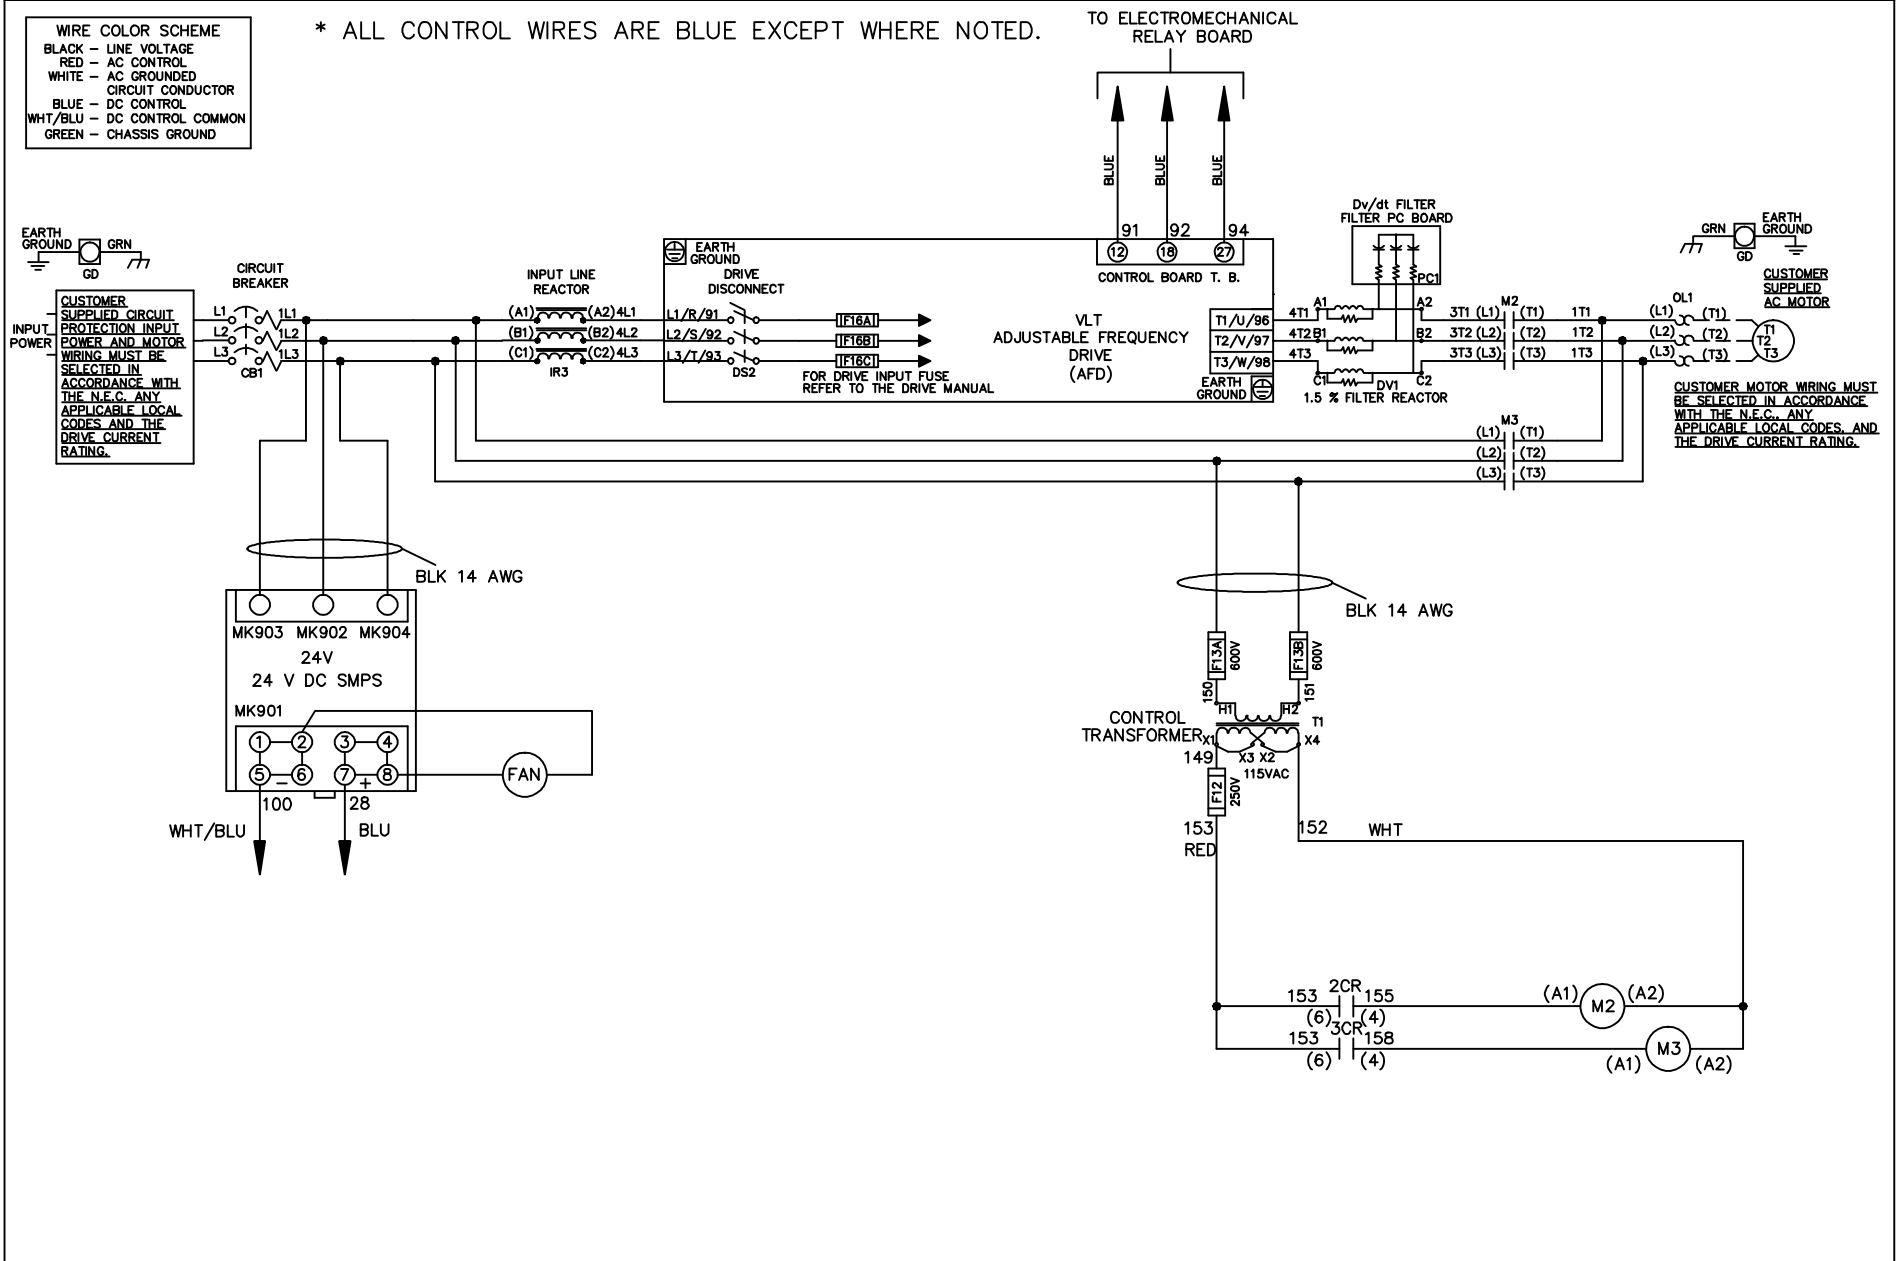 WIRE COLOR SCHEME
BLACK – LINE VOLTAGE
RED – AC CONTROL
WHITE – AC GROUNDED
CIRCUIT CONDUCTOR
BLUE – DC CONTROL
WHT/BLU – DC CONTROL COMMON
GREEN – CHASSIS GROUND
* ALL CONTROL WIRES ARE BLUE EXCEPT WHERE NOTED.
TO ELECTROMECHANICAL
RELAY BOARD
BLUE BLUE BLUE
91 92 94
12 18 27
CONTROL BOARD T. B.
EARTH
GROUND
GRN
GD
INPUT
POWER
CUSTOMER
SUPPLIED CIRCUIT
PROTECTION INPUT
POWER AND MOTOR
WIRING MUST BE
SELECTED IN
ACCORDANCE WITH
THE N.E.C. ANY
APPLICABLE LOCAL
CODES AND THE
DRIVE CURRENT
RATING.
CIRCUIT
BREAKER
L1 1L1
L2 1L2
L3 1L3
CB1
INPUT LINE
REACTOR
(A1) (A2) 4L1
(B1) (B2) 4L2
(C1) (C2) 4L3
IR3
EARTH
GROUND
DRIVE
DISCONNECT
L1/R/91
L2/S/92
L3/T/93
DS2
F16A
F16B
F16C
FOR DRIVE INPUT FUSE
REFER TO THE DRIVE MANUAL
VLT
ADJUSTABLE FREQUENCY
DRIVE
(AFD)
T1/U/96
T2/V/97
T3/W/98
EARTH
GROUND
4T1 A1 A2
4T2 B1 B2
4T3
C1 C2
DV1
1.5 % FILTER REACTOR
Dv/dt FILTER
FILTER PC BOARD
PC1
M2
3T1 (L1) (T1) 1T1
3T2 (L2) (T2) 1T2
3T3 (L3) (T3) 1T3
M3
(L1) (T1)
(L2) (T2)
(L3) (T3)
OL1
(L1) (T1)
(L2) (T2)
(L3) (T3)
T1
T2
T3
GRN
GD
EARTH
GROUND
CUSTOMER
SUPPLIED
AC MOTOR
CUSTOMER MOTOR WIRING MUST
BE SELECTED IN ACCORDANCE
WITH THE N.E.C., ANY
APPLICABLE LOCAL CODES, AND
THE DRIVE CURRENT RATING.
BLK 14 AWG
MK903 MK902 MK904
24V
24 V DC SMPS
MK901
1 2 3 4
5 – 6 7 + 8
FAN
100 28
WHT/BLU BLU
BLK 14 AWG
F13A 600V F13B 600V
150 151
H1 H2
CONTROL
TRANSFORMER
T1
X1 X3 X2 X4
149
115VAC
F12 250V
153
RED
152 WHT
153 2CR 155 (A1) M2 (A2)
(6) (4)
153 3CR 158 M3
(6) (4) (A1) (A2)